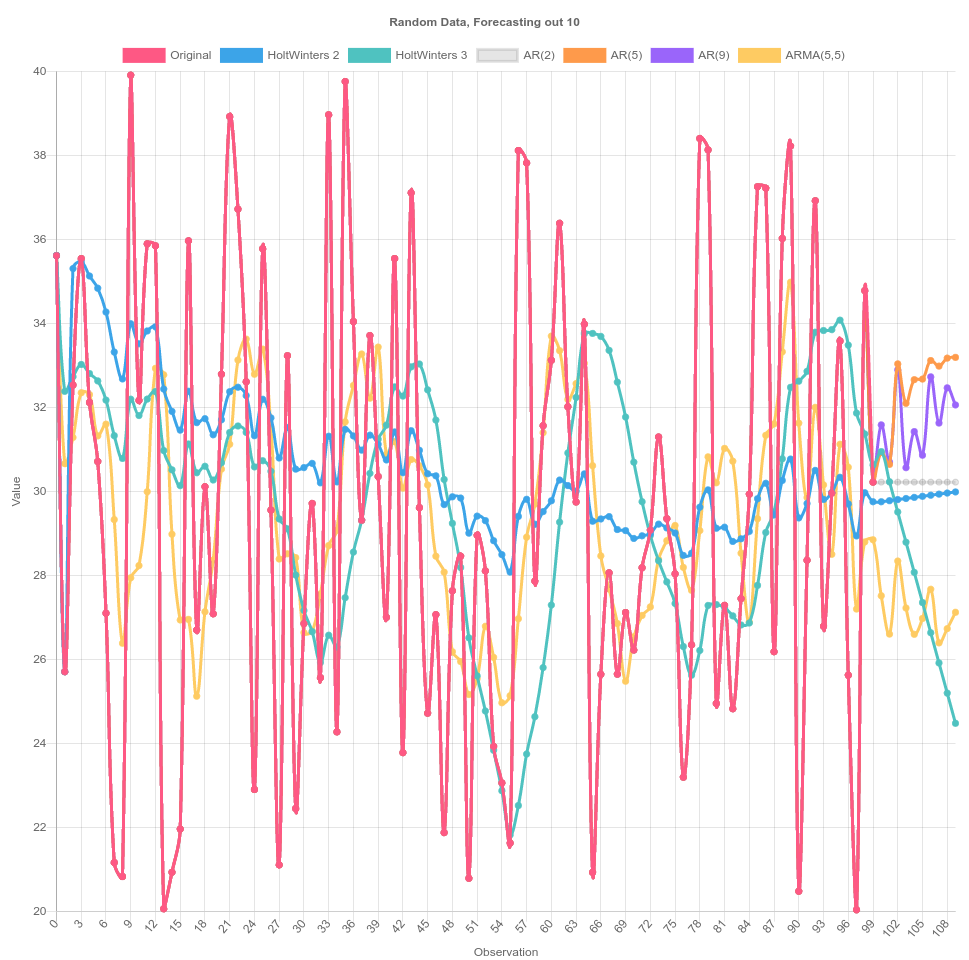 Random Data, Forecasting out 10
Original HoltWinters 2 HoltWinters 3 AR(2) AR(5) AR(9) ARMA(5,5)
40
38
36
34
32
30
28
26
24
22
20
Value
0 3 6 9 12 15 18 21 24 27 30 33 36 39 42 45 48 51 54 57 60 63 66 69 72 75 78 81 84 87 90 93 96 99 102 105 108
Observation